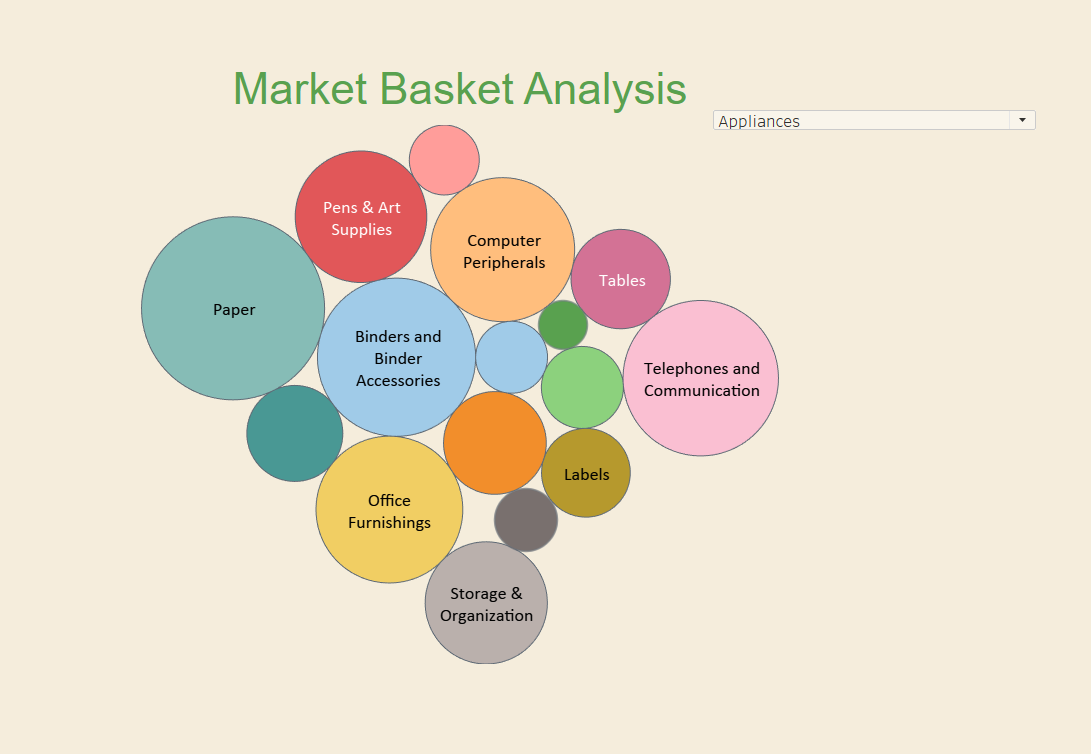 Market Basket Analysis
Appliances
Pens & Art
Supplies
Computer
Peripherals
Tables
Paper
Binders and
Binder
Accessories
Telephones and
Communication
Labels
Office
Furnishings
Storage &
Organization